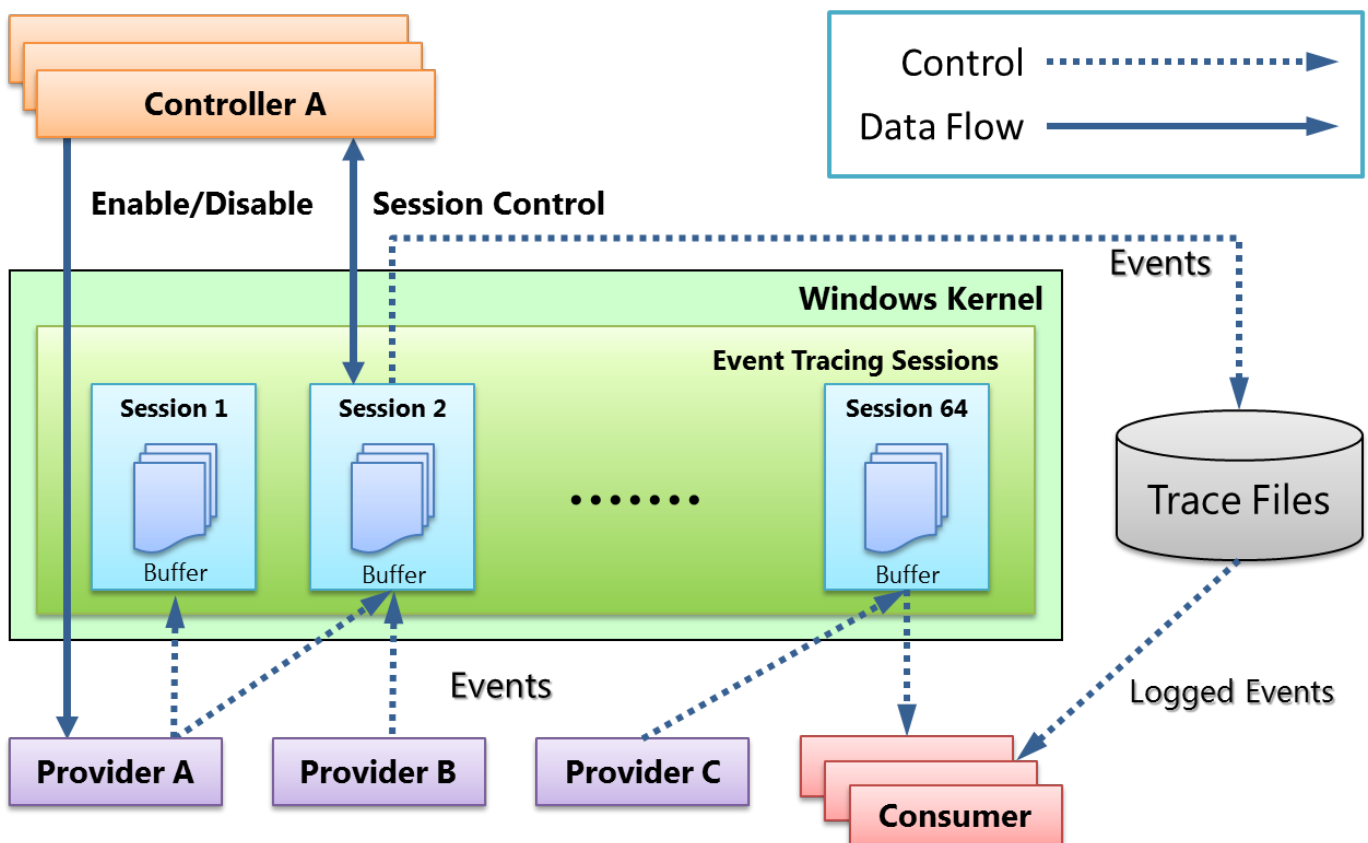 Controller A
Control
Data Flow
Enable/Disable
Session Control
Events
Windows Kernel
Event Tracing Sessions
Session 1
Session 2
Session 64
.......
Trace Files
Buffer
Buffer
Buffer
Events
Logged Events
Provider A
Provider B
Provider C
Consumer